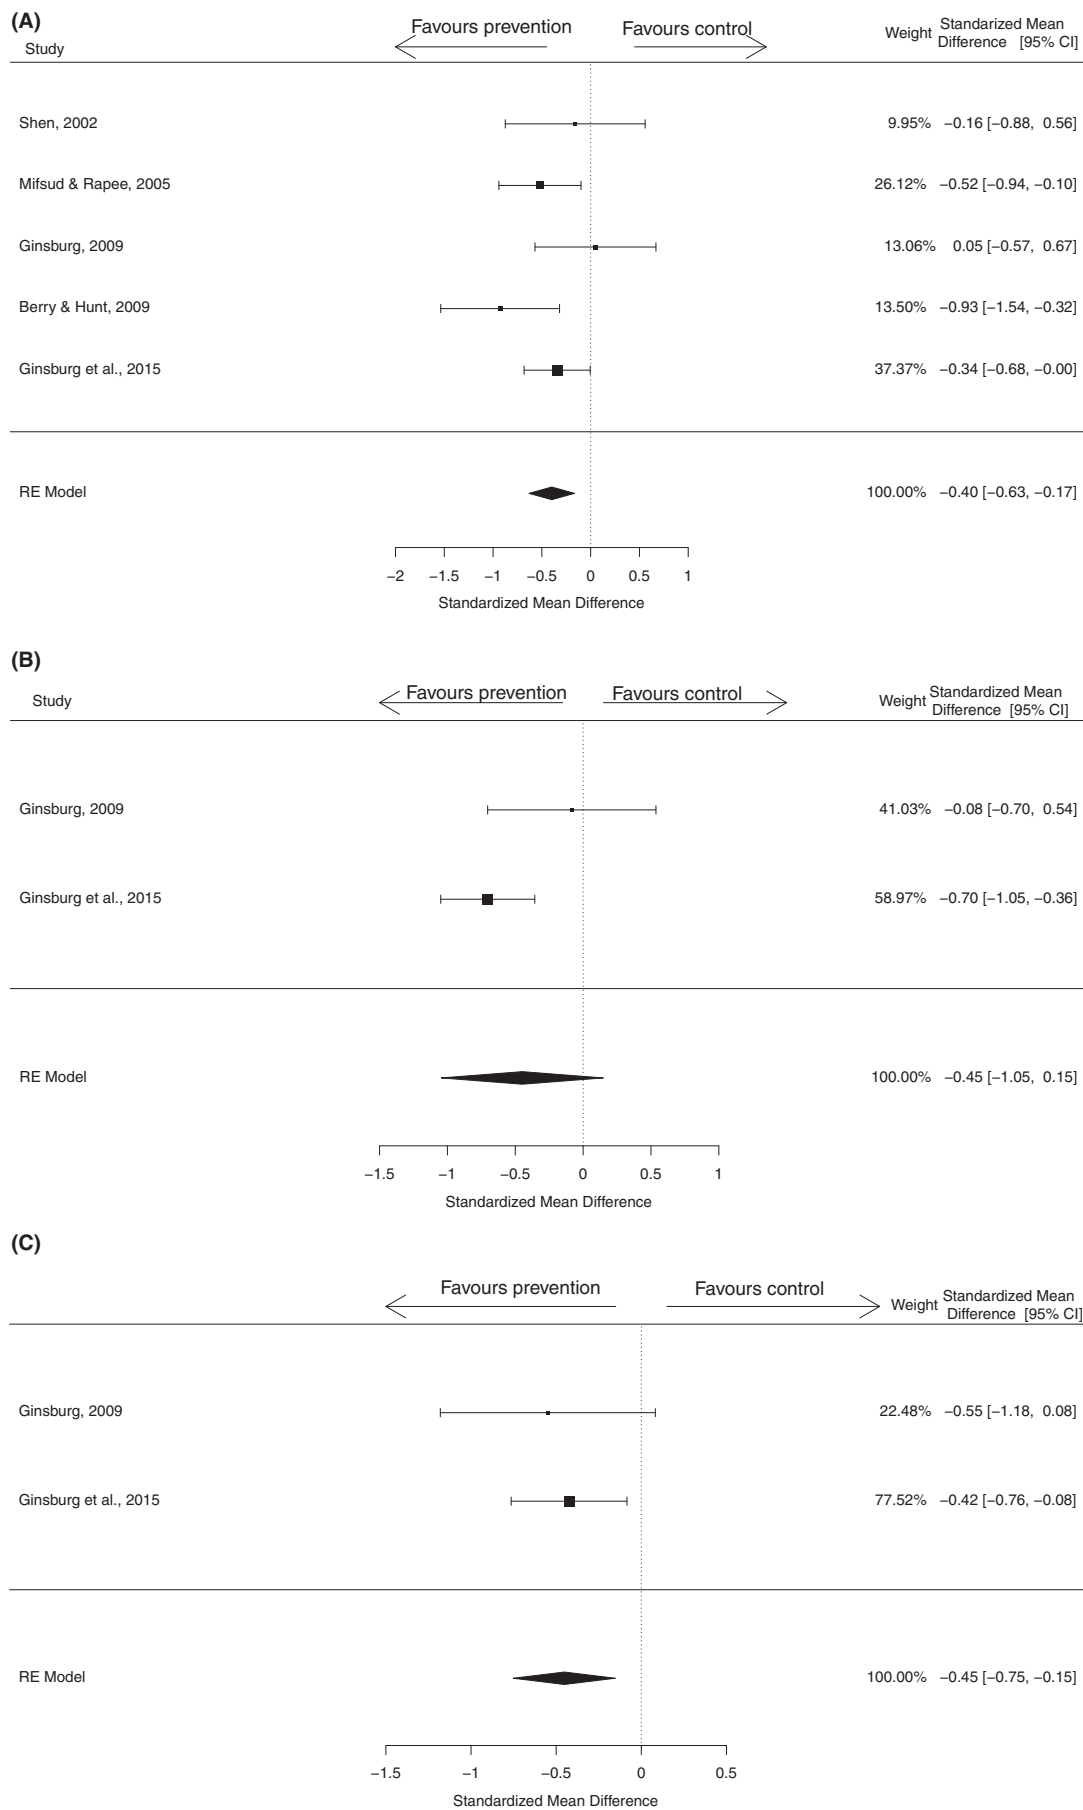 (A)
Study
Favours prevention
Favours control
Weight
Standardized Mean
Difference [95% CI]
Shen, 2002 9.95% −0.16 [−0.88, 0.56]
Mifsud & Rapee, 2005 26.12% −0.52 [−0.94, −0.10]
Ginsburg, 2009 13.06% 0.05 [−0.57, 0.67]
Berry & Hunt, 2009 13.50% −0.93 [−1.54, −0.32]
Ginsburg et al., 2015 37.37% −0.34 [−0.68, −0.00]
RE Model 100.00% −0.40 [−0.63, −0.17]
−2 −1.5 −1 −0.5 0 0.5 1
Standardized Mean Difference
(B)
Study
Favours prevention
Favours control
Weight
Standardized Mean
Difference [95% CI]
Ginsburg, 2009 41.03% −0.08 [−0.70, 0.54]
Ginsburg et al., 2015 58.97% −0.70 [−1.05, −0.36]
RE Model 100.00% −0.45 [−1.05, 0.15]
−1.5 −1 −0.5 0 0.5 1
Standardized Mean Difference
(C)
Favours prevention
Favours control
Weight
Standardized Mean
Difference [95% CI]
Ginsburg, 2009 22.48% −0.55 [−1.18, 0.08]
Ginsburg et al., 2015 77.52% −0.42 [−0.76, −0.08]
RE Model 100.00% −0.45 [−0.75, −0.15]
−1.5 −1 −0.5 0 0.5
Standardized Mean Difference